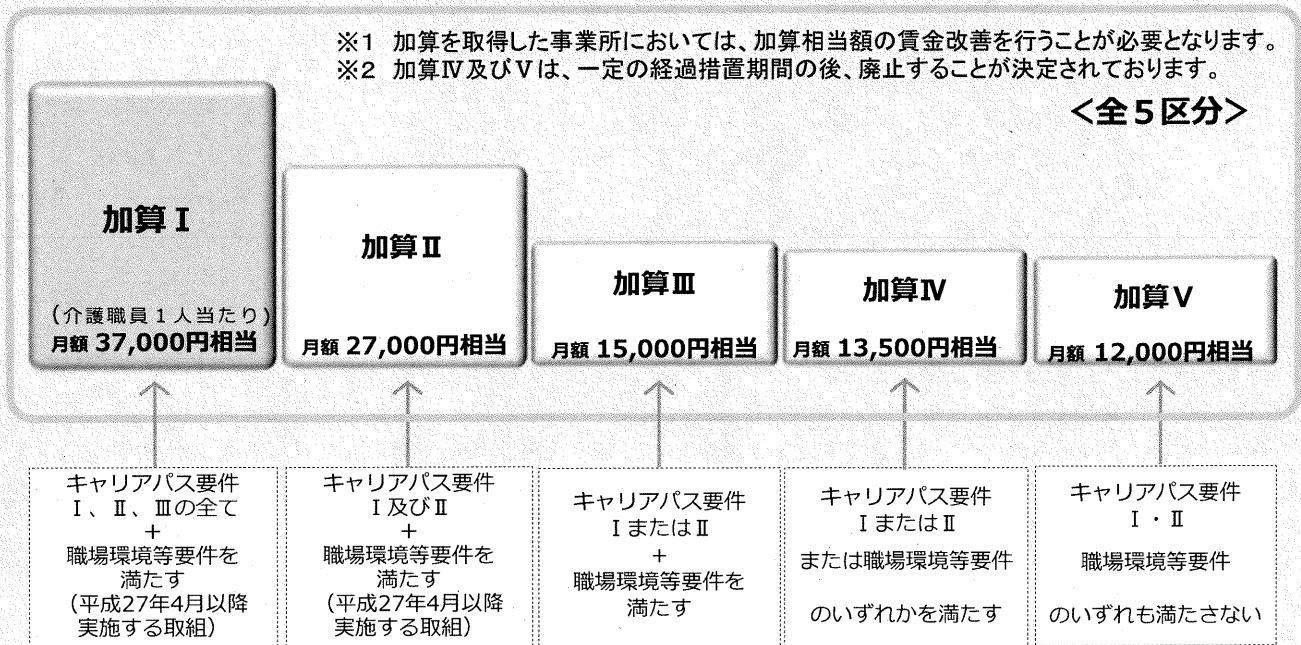 ※1 加算を取得した事業所においては、加算相当額の賃金改善を行うことが必要となります。
※2 加算Ⅳ及びⅤは、一定の経過措置期間の後、廃止することが決定されております。
＜全５区分＞
加算Ⅰ
（介護職員１人当たり）
月額 37,000円相当
加算Ⅱ
月額 27,000円相当
加算Ⅲ
月額 15,000円相当
加算Ⅳ
月額 13,500円相当
加算Ⅴ
月額 12,000円相当
キャリアパス要件
Ⅰ、Ⅱ、Ⅲの全て
+
職場環境等要件を
満たす
（平成27年4月以降
実施する取組）
キャリアパス要件
Ⅰ及びⅡ
+
職場環境等要件を
満たす
（平成27年4月以降
実施する取組）
キャリアパス要件
ⅠまたはⅡ
+
職場環境等要件を
満たす
キャリアパス要件
ⅠまたはⅡ
または職場環境等要件
のいずれかを満たす
キャリアパス要件
Ⅰ・Ⅱ
職場環境等要件
のいずれも満たさない